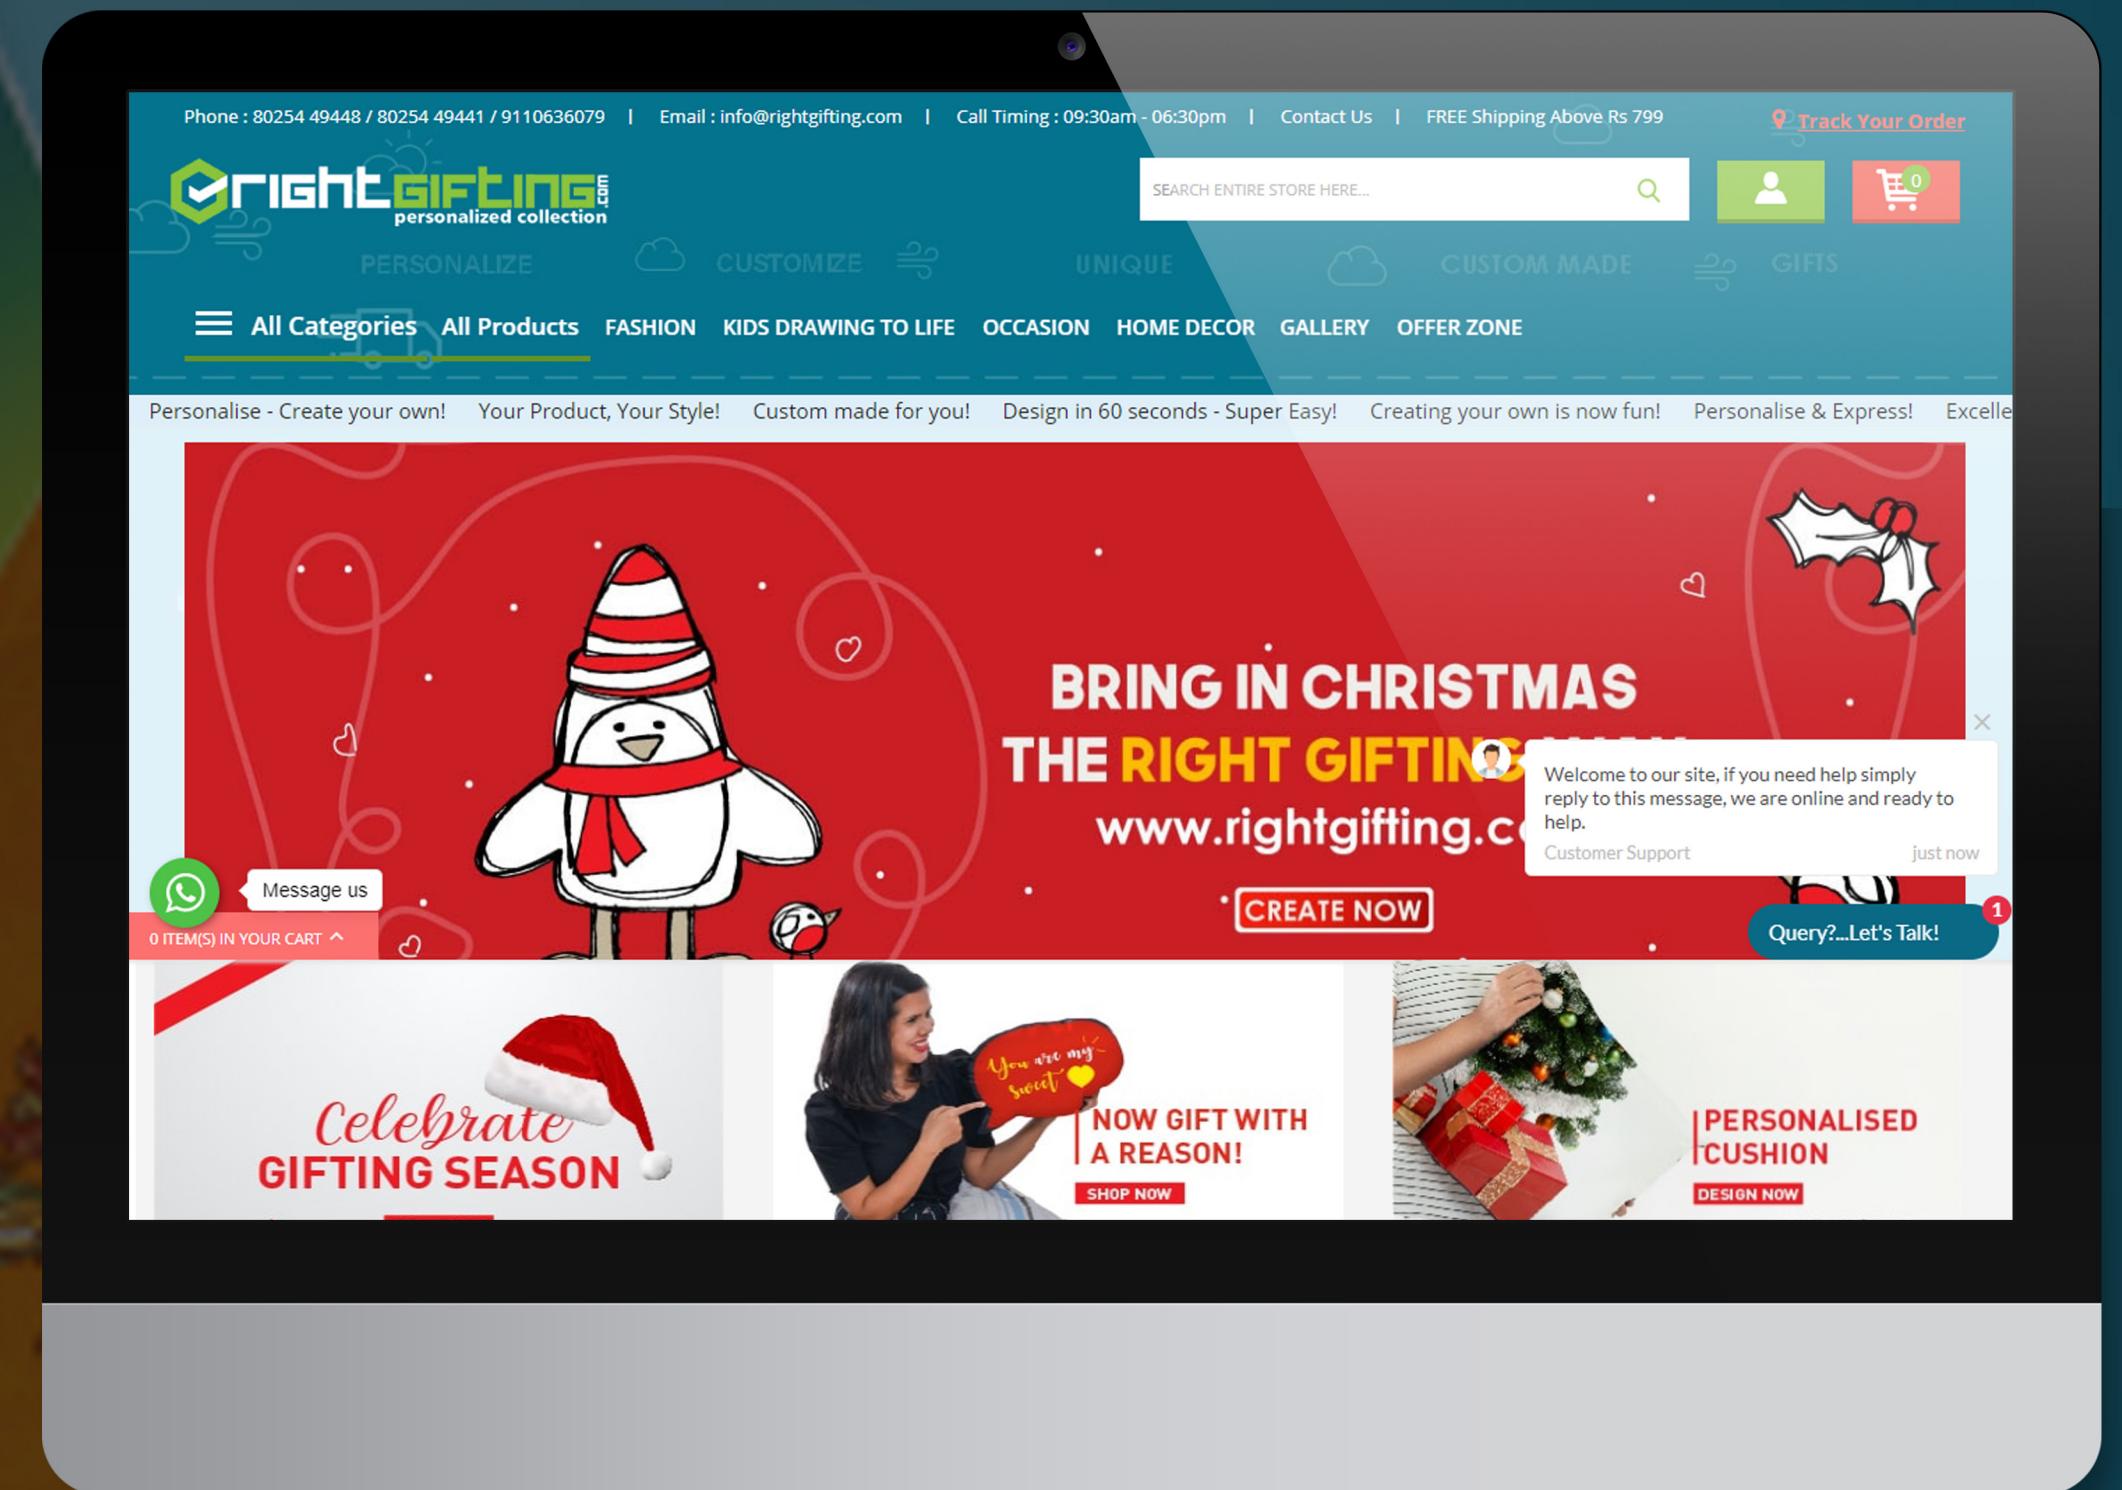 Phone : 80254 49448 / 80254 49441 / 9110636079 | Email : info@rightgifting.com | Call Timing : 09:30am - 06:30pm | Contact Us | FREE Shipping Above Rs 799
Track Your Order
rightgifting.com
personalized collection
SEARCH ENTIRE STORE HERE...
0
PERSONALIZE CUSTOMIZE UNIQUE CUSTOM MADE GIFTS
All Categories All Products FASHION KIDS DRAWING TO LIFE OCCASION HOME DECOR GALLERY OFFER ZONE
Personalise - Create your own! Your Product, Your Style! Custom made for you! Design in 60 seconds - Super Easy! Creating your own is now fun! Personalise & Express! Excelle
BRING IN CHRISTMAS
THE RIGHT GIFTING
www.rightgifting.co
CREATE NOW
Welcome to our site, if you need help simply
reply to this message, we are online and ready to
help.
Customer Support just now
Message us
0 ITEM(S) IN YOUR CART
1
Query?...Let's Talk!
Celebrate
GIFTING SEASON
You are my
sweet
NOW GIFT WITH
A REASON!
SHOP NOW
PERSONALISED
CUSHION
DESIGN NOW